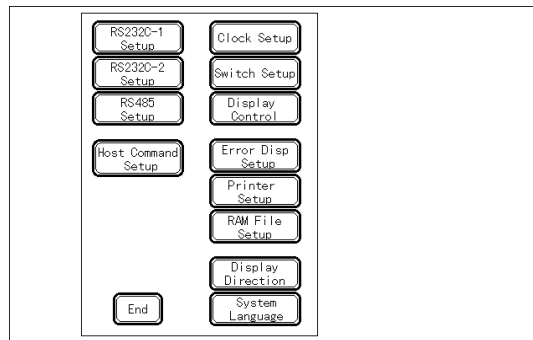 RS232C-1
Setup
RS232C-2
Setup
RS485
Setup
Host Command
Setup
End
Clock Setup
Switch Setup
Display
Control
Error Disp
Setup
Printer
Setup
RAM File
Setup
Display
Direction
System
Language